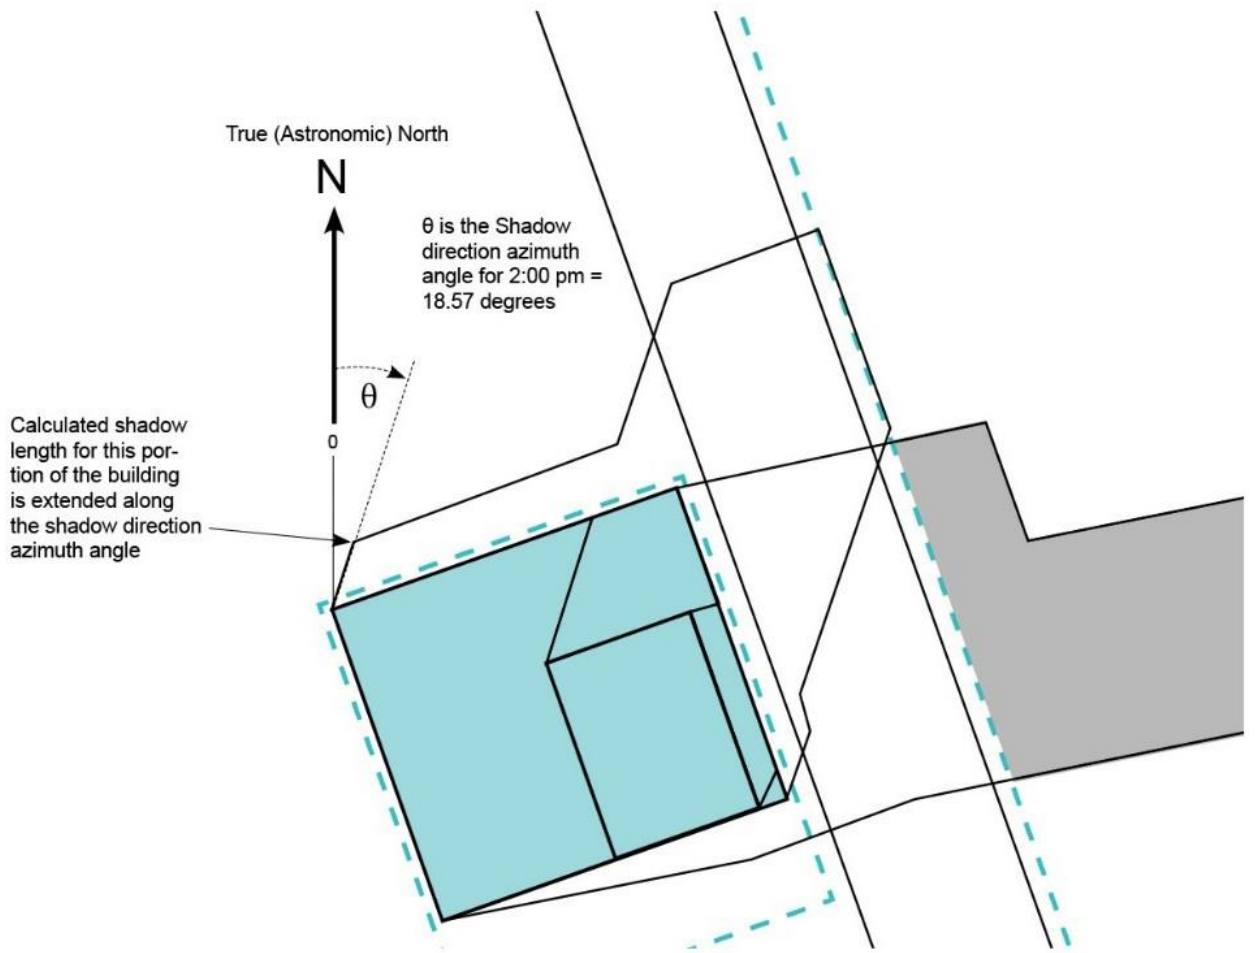 True (Astronomic) North
N
θ is the Shadow
direction azimuth
angle for 2:00 pm =
18.57 degrees
θ
Calculated shadow
length for this por-
tion of the building
is extended along
the shadow direction
azimuth angle
0